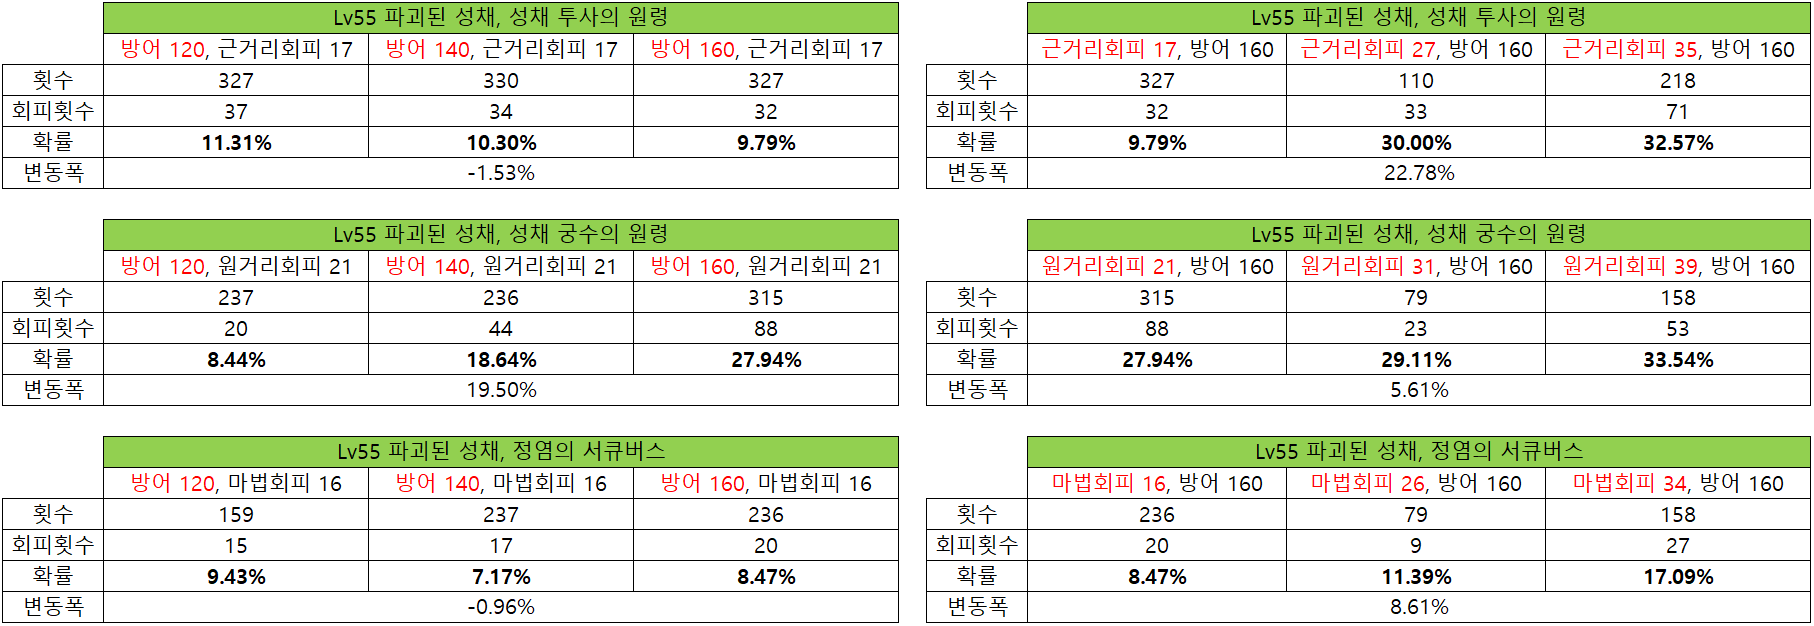 Lv55 파괴된 성채, 성채 투사의 원령
방어 120, 근거리회피 17 방어 140, 근거리회피 17 방어 160, 근거리회피 17
횟수 327 330 327
회피횟수 37 34 32
확률 11.31% 10.30% 9.79%
변동폭 -1.53%
Lv55 파괴된 성채, 성채 투사의 원령
근거리회피 17, 방어 160 근거리회피 27, 방어 160 근거리회피 35, 방어 160
횟수 327 110 218
회피횟수 32 33 71
확률 9.79% 30.00% 32.57%
변동폭 22.78%
Lv55 파괴된 성채, 성채 궁수의 원령
방어 120, 원거리회피 21 방어 140, 원거리회피 21 방어 160, 원거리회피 21
횟수 237 236 315
회피횟수 20 44 88
확률 8.44% 18.64% 27.94%
변동폭 19.50%
Lv55 파괴된 성채, 성채 궁수의 원령
원거리회피 21, 방어 160 원거리회피 31, 방어 160 원거리회피 39, 방어 160
횟수 315 79 158
회피횟수 88 23 53
확률 27.94% 29.11% 33.54%
변동폭 5.61%
Lv55 파괴된 성채, 정염의 서큐버스
방어 120, 마법회피 16 방어 140, 마법회피 16 방어 160, 마법회피 16
횟수 159 237 236
회피횟수 15 17 20
확률 9.43% 7.17% 8.47%
변동폭 -0.96%
Lv55 파괴된 성채, 정염의 서큐버스
마법회피 16, 방어 160 마법회피 26, 방어 160 마법회피 34, 방어 160
횟수 236 79 158
회피횟수 20 9 27
확률 8.47% 11.39% 17.09%
변동폭 8.61%